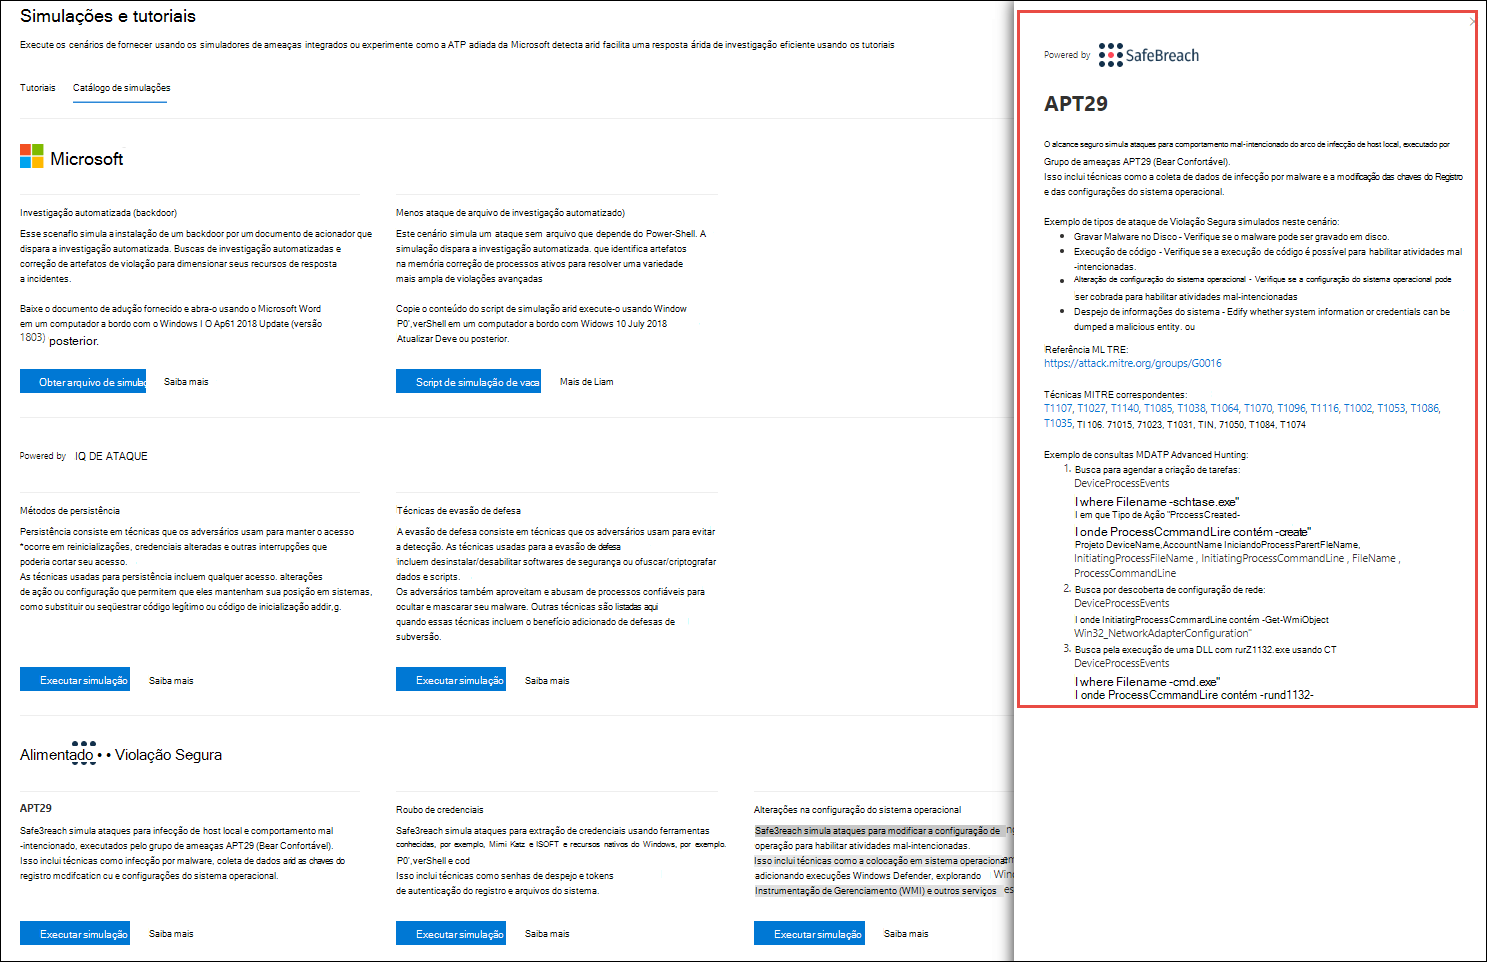 Simulações e tutoriais
Execute os cenários de fornecer usando os simuladores de ameaças integrados ou experimente como a ATP adiada da Microsoft detecta arid facilita uma resposta árida de investigação eficiente usando os tutoriais
Tutoriais
Catálogo de simulações
Microsoft
Investigação automatizada (backdoor)
Esse scenaflo simula a instalação de um backdoor por um documento de acionador que
dispara a investigação automatizada. Buscas de investigação automatizadas e
correção de artefatos de violação para dimensionar seus recursos de resposta
a incidentes.
Baixe o documento de adução fornecido e abra-o usando o Microsoft Word
em um computador a bordo com o Windows I O Ap61 2018 Update (versão
1803) posterior.
Obter arquivo de simulaç
Saiba mais
Menos ataque de arquivo de investigação automatizado)
Este cenário simula um ataque sem arquivo que depende do Power-Shell. A
simulação dispara a investigação automatizada. que identifica artefatos
na memória correção de processos ativos para resolver uma variedade
mais ampla de violações avançadas
Copie o conteúdo do script de simulação arid execute-o usando Window
P0',verShell em um computador a bordo com Widows 10 July 2018
Atualizar Deve ou posterior.
Script de simulação de vaca
Mais de Liam
Powered by IQ DE ATAQUE
Métodos de persistência
Persistência consiste em técnicas que os adversários usam para manter o acesso
*ocorre em reinicializações, credenciais alteradas e outras interrupções que
poderia cortar seu acesso.
As técnicas usadas para persistência incluem qualquer acesso. alterações
de ação ou configuração que permitem que eles mantenham sua posição em sistemas,
como substituir ou seqüestrar código legítimo ou código de inicialização addir,g.
Executar simulação
Saiba mais
Técnicas de evasão de defesa
A evasão de defesa consiste em técnicas que os adversários usam para evitar
a detecção. As técnicas usadas para a evasão de defesa
incluem desinstalar/desabilitar softwares de segurança ou ofuscar/criptografar
dados e scripts.
Os adversários também aproveitam e abusam de processos confiáveis para
ocultar e mascarar seu malware. Outras técnicas são listadas aqui
quando essas técnicas incluem o benefício adicionado de defesas de
subversão.
Executar simulação
Saiba mais
Alimentado • • Violação Segura
APT29
Safe3reach simula ataques para infecção de host local e comportamento mal
-intencionado, executados pelo grupo de ameaças APT29 (Bear Confortável).
Isso inclui técnicas como infecção por malware, coleta de dados arid as chaves do
registro mcdifcaticn cu e configurações do sistema operacional.
Executar simulação
Saiba mais
Roubo de credenciais
Safe3reach simula ataques para extração de credenciais usando ferramentas
conhecidas, por exemplo, Mimi Katz e ISOFT e recursos nativos do Windows, por exemplo.
P0',verShell e cod
Isso inclui técnicas como senhas de despejo e tokens
de autenticação do registro e arquivos do sistema.
Executar simulação
Saiba mais
Alterações na configuração do sistema operacional
Safe3reach simula ataques para modificar a configuração de
operação para habilitar atividades mal-intencionadas.
Isso inclui técnicas como a colocação em sistema operacional
adicionando execuções Windows Defender, explorando Wind
Instrumentação de Gerenciamento (WMI) e outros serviços es
Executar simulação
Saiba mais
Powered by SafeBreach
APT29
O alcance seguro simula ataques para comportamento mal-intencionado do arco de infecção de host local, executado por
Grupo de ameaças APT29 (Bear Confortável).
Isso inclui técnicas como a coleta de dados de infecção por malware e a modificação das chaves do Registro
e das configurações do sistema operacional.
Exemplo de tipos de ataque de Violação Segura simulados neste cenário:
• Gravar Malware no Disco - Verifique se o malware pode ser gravado em disco.
• Execução de código - Verifique se a execução de código é possível para habilitar atividades mal
-intencionadas.
• Alteração de configuração do sistema operacional - Verifique se a configuração do sistema operacional pode
ser cobrada para habilitar atividades mal-intencionadas
• Despejo de informações do sistema - Edify whether system information or credentials can be
dumped a malicious entity. ou
Referência ML TRE:
https://attack.mitre.org/groups/G0016
Técnicas MITRE correspondentes:
T1107, T1027, T1140, T1085, T1038, T1064, T1070, T1096, T1116, T1002, T1053, T1086,
T1035, TI 106. 71015, 71023, T1031, TIN, 71050, T1084, T1074
Exemplo de consultas MDATP Advanced Hunting:
1. Busca para agendar a criação de tarefas:
DeviceProcessEvents
I where Filename -schtase.exe"
I em que Tipo de Ação "ProcessCreated-
I onde ProcessCcmmandLire contém -create"
Projeto DeviceName,AccountName IniciandoProcessParertFIeName,
InitiatingProcessFileName , InitiatingProcessCommandLine , FileName ,
ProcessCommandLine
2. Busca por descoberta de configuração de rede:
DeviceProcessEvents
I onde InitiatirgProcessCcmmardLine contém -Get-WmiObject
Win32_NetworkAdapterConfiguration"
3. Busca pela execução de uma DLL com rurZ1132.exe usando CT
DeviceProcessEvents
I where Filename -cmd.exe"
I onde ProcessCcmmandLire contém -rund1132-